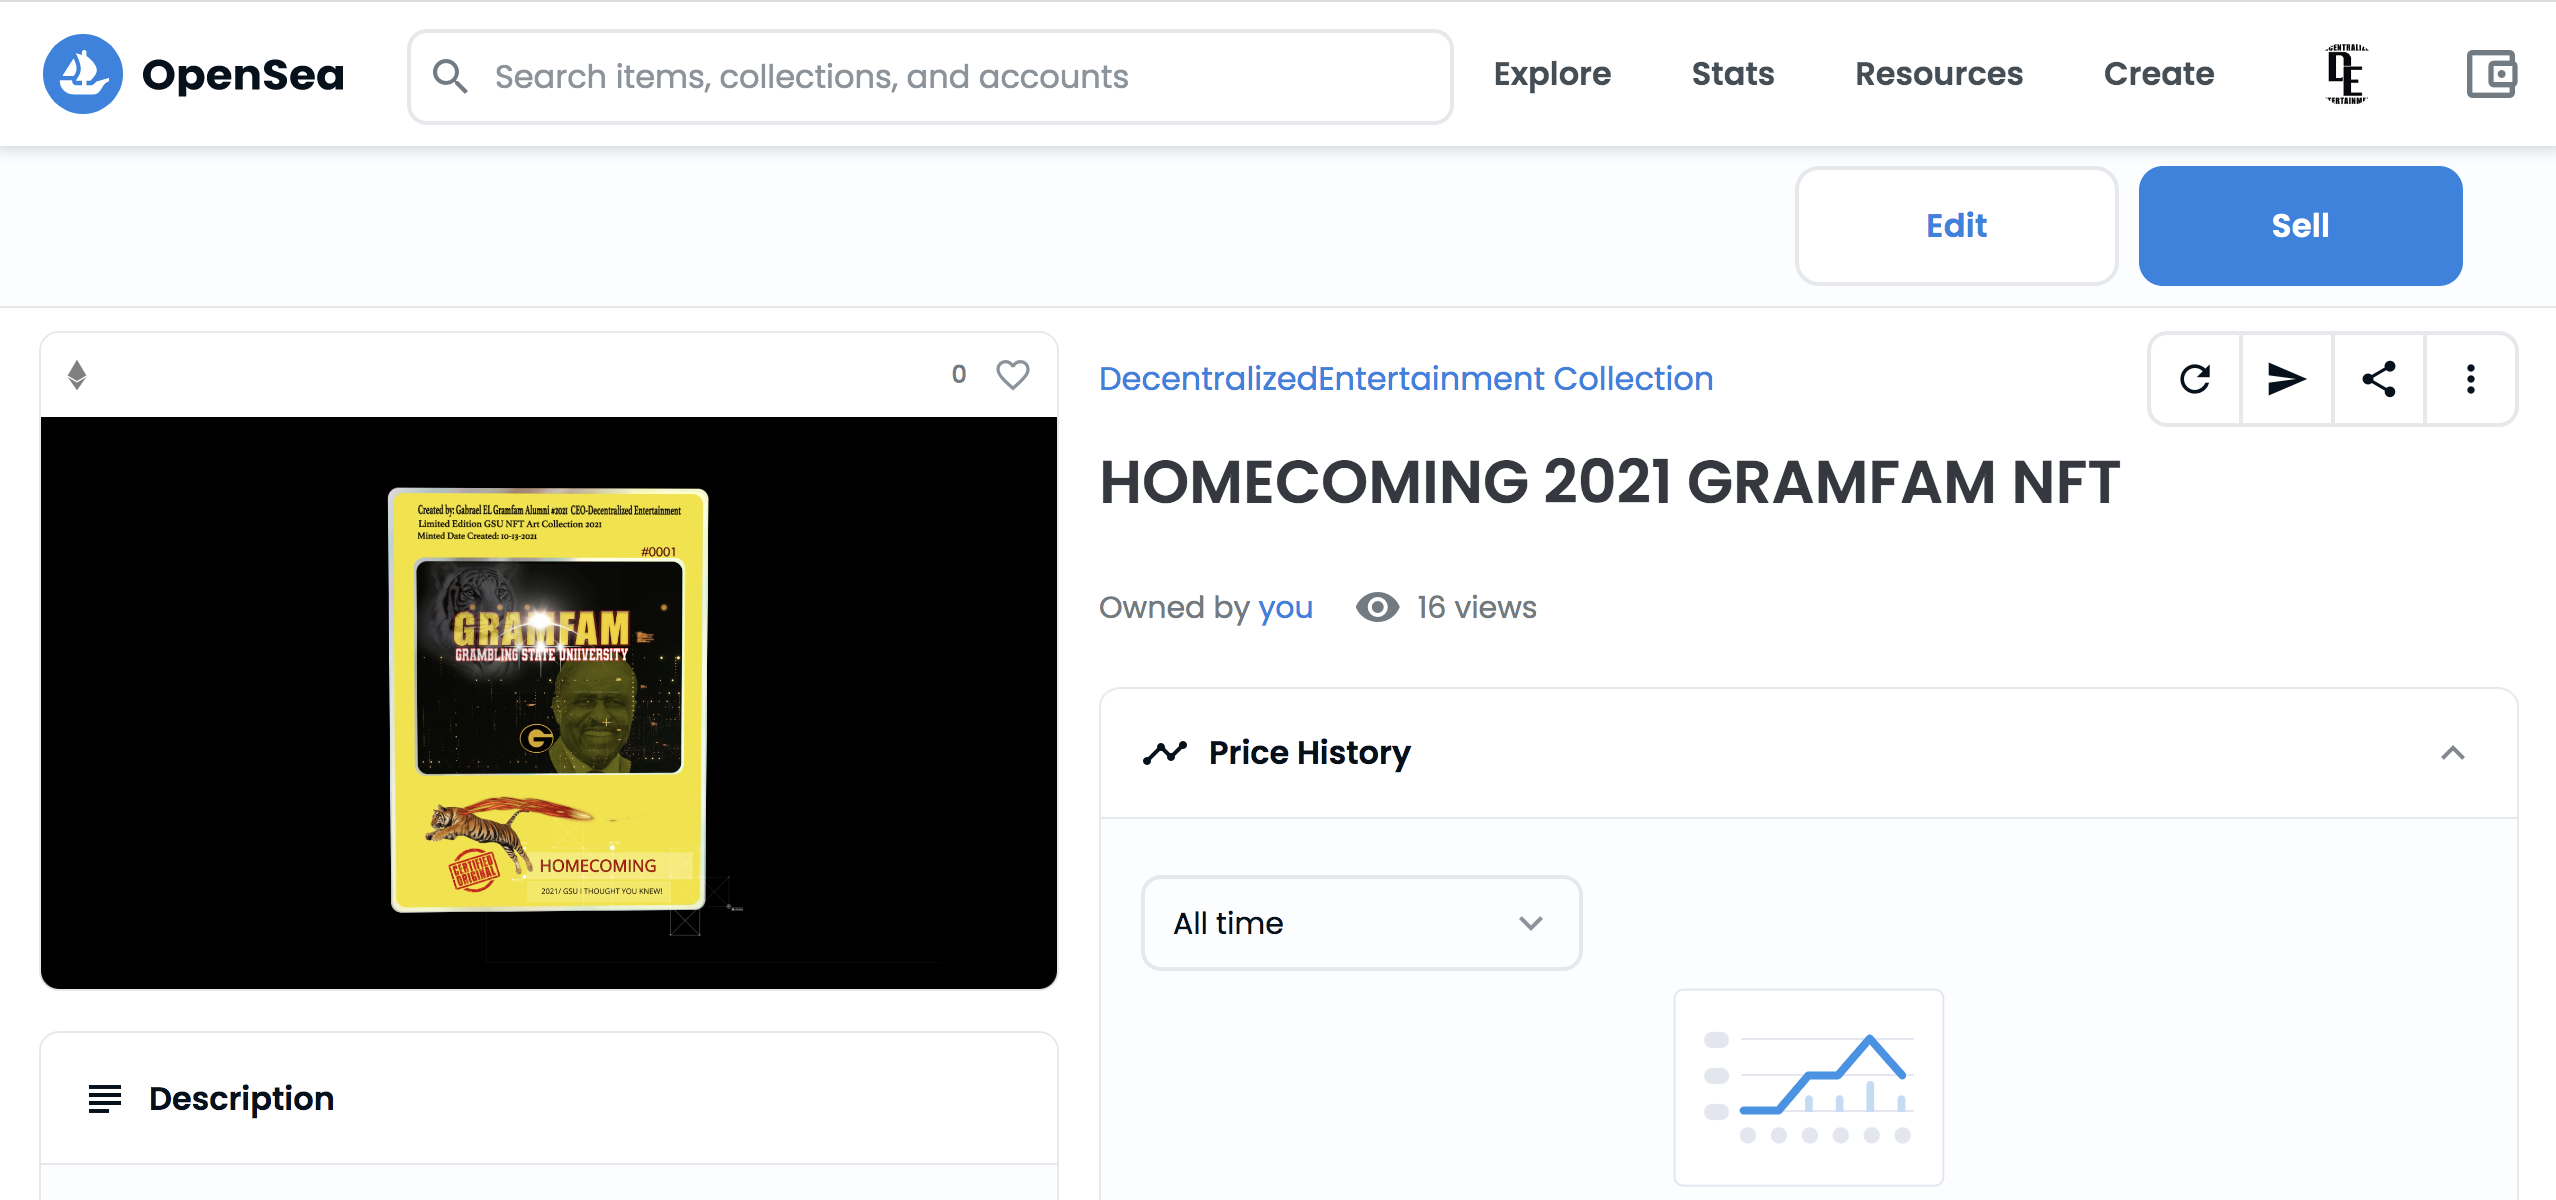 OpenSea
Search items, collections, and accounts
Explore
Stats
Resources
Create
DE
Edit
Sell
0
DecentralizedEntertainment Collection
HOMECOMING 2021 GRAMFAM NFT
Owned by you
16 views
Created by: Gabrael EL Gramfam Alumni #2021 CEO-Decentralized Entertainment
Limited Edition GSU NFT Art Collection 2021
Minted Date Created: 10-13-2021
#0001
GRAMFAM
GRAMBLING STATE UNIIVERSITY
G
CERTIFIED
ORIGINAL
HOMECOMING
2021/ GSU I THOUGHT YOU KNEW!
Price History
All time
Description